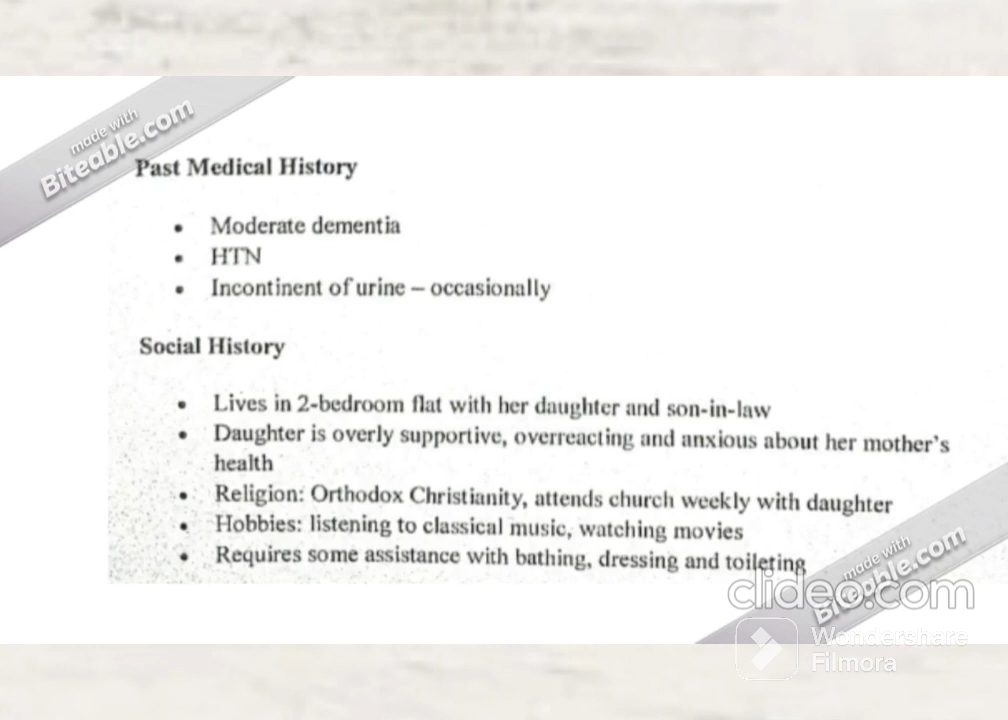 made with
Biteable.com
Past Medical History
• Moderate dementia
• HTN
• Incontinent of urine – occasionally
Social History
• Lives in 2-bedroom flat with her daughter and son-in-law
• Daughter is overly supportive, overreacting and anxious about her mother's
health
• Religion: Orthodox Christianity, attends church weekly with daughter
• Hobbies: listening to classical music, watching movies
• Requires some assistance with bathing, dressing and toileting
made with
Biteable.com
clideo.com
Wondershare
Filmora